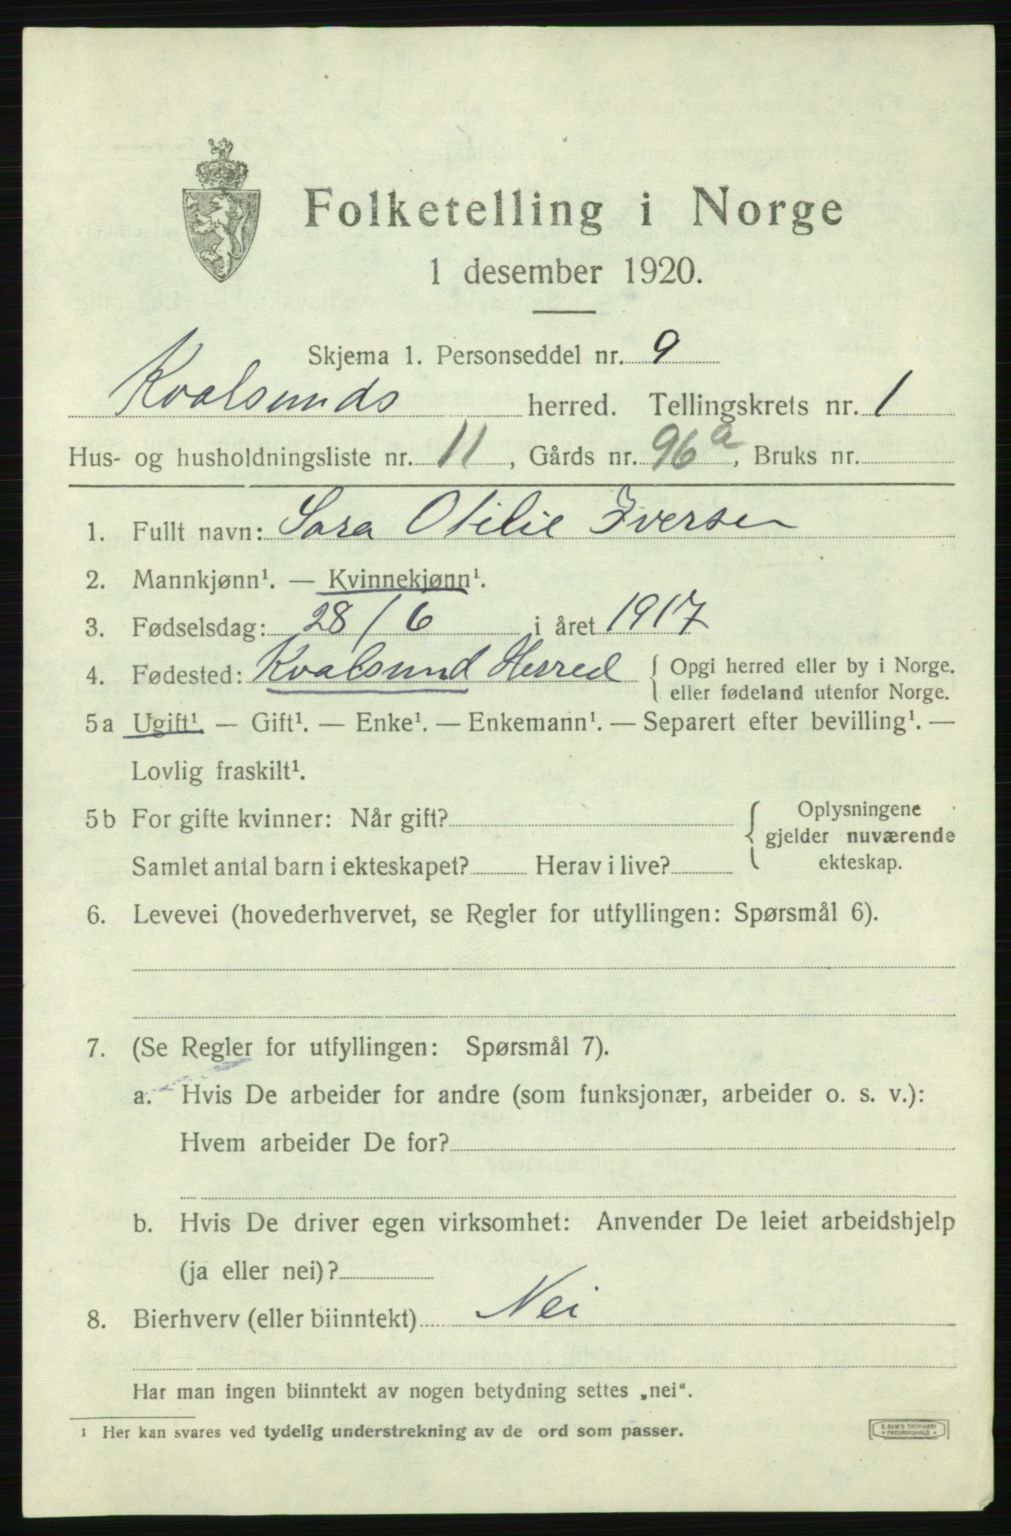 Folketelling i Norge
1 desember 1920.
Skjema 1. Personseddel nr. 9
Kvalsunds herred. Tellingskrets nr. 1
Hus- og husholdningsliste nr. 11, Gårds nr. 96a, Bruks nr.
1. Fullt navn: Sara Otilie Iversen
2. Mannkjønn¹. — Kvinnekjønn¹.
3. Fødselsdag: 28/6 i året 1917
4. Fødested: Kvalsund Herred { Opgi herred eller by i Norge.
eller fødeland utenfor Norge.
5a Ugift¹. — Gift¹. — Enke¹. — Enkemann¹. — Separert efter bevilling¹. —
Lovlig fraskilt¹.
5b For gifte kvinner: Når gift? { Oplysningene
gjelder nuværende
Samlet antal barn i ekteskapet? Herav i live? ekteskap.
6. Levevei (hovederhvervet, se Regler for utfyllingen: Spørsmål 6).
7. (Se Regler for utfyllingen: Spørsmål 7).
a. Hvis De arbeider for andre (som funksjonær, arbeider o. s. v.):
Hvem arbeider De for?
b. Hvis De driver egen virksomhet: Anvender De leiet arbeidshjelp
(ja eller nei)?
8. Bierhverv (eller biinntekt) Nei
Har man ingen biinntekt av nogen betydning settes „nei“.
¹ Her kan svares ved tydelig understrekning av de ord som passer.